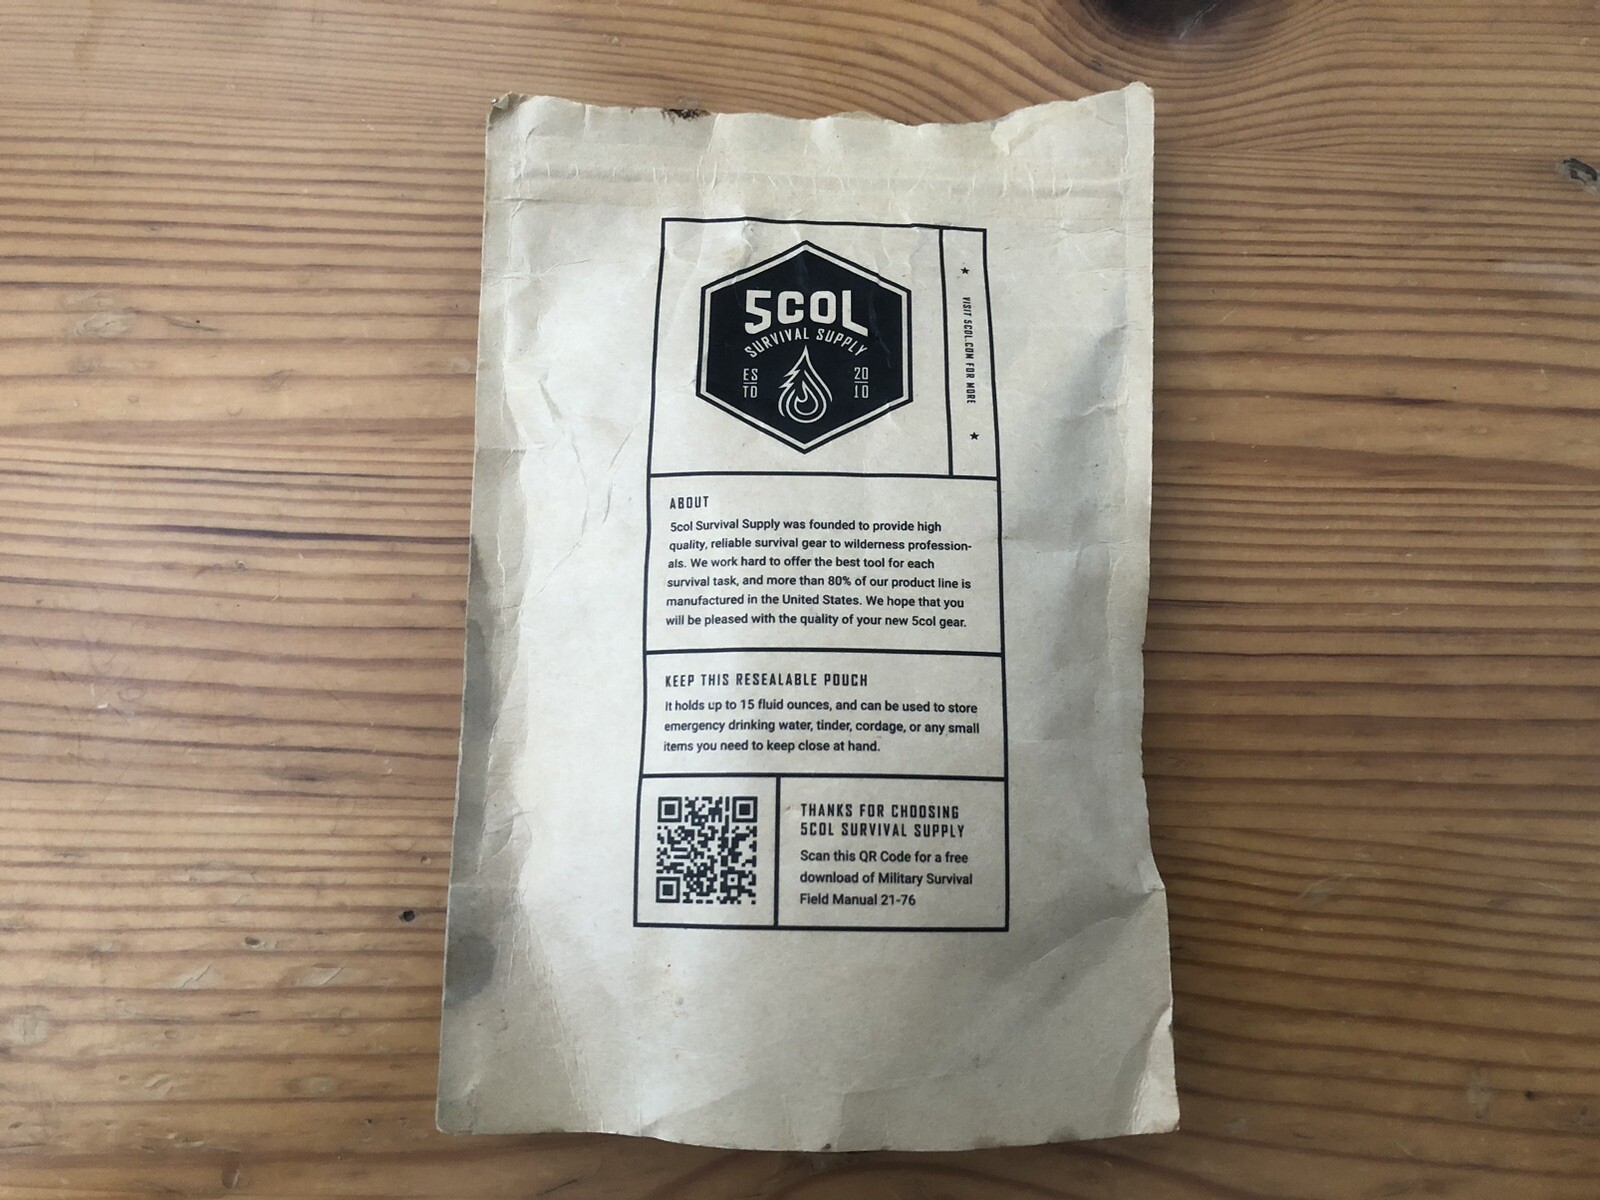 5COL
SURVIVAL SUPPLY
ES
TD
20
10
★ VISIT 5COL.COM FOR MORE ★
ABOUT
5col Survival Supply was founded to provide high
quality, reliable survival gear to wilderness profession-
als. We work hard to offer the best tool for each
survival task, and more than 80% of our product line is
manufactured in the United States. We hope that you
will be pleased with the quality of your new 5col gear.
KEEP THIS RESEALABLE POUCH
It holds up to 15 fluid ounces, and can be used to store
emergency drinking water, tinder, cordage, or any small
items you need to keep close at hand.
THANKS FOR CHOOSING
5COL SURVIVAL SUPPLY
Scan this QR Code for a free
download of Military Survival
Field Manual 21-76